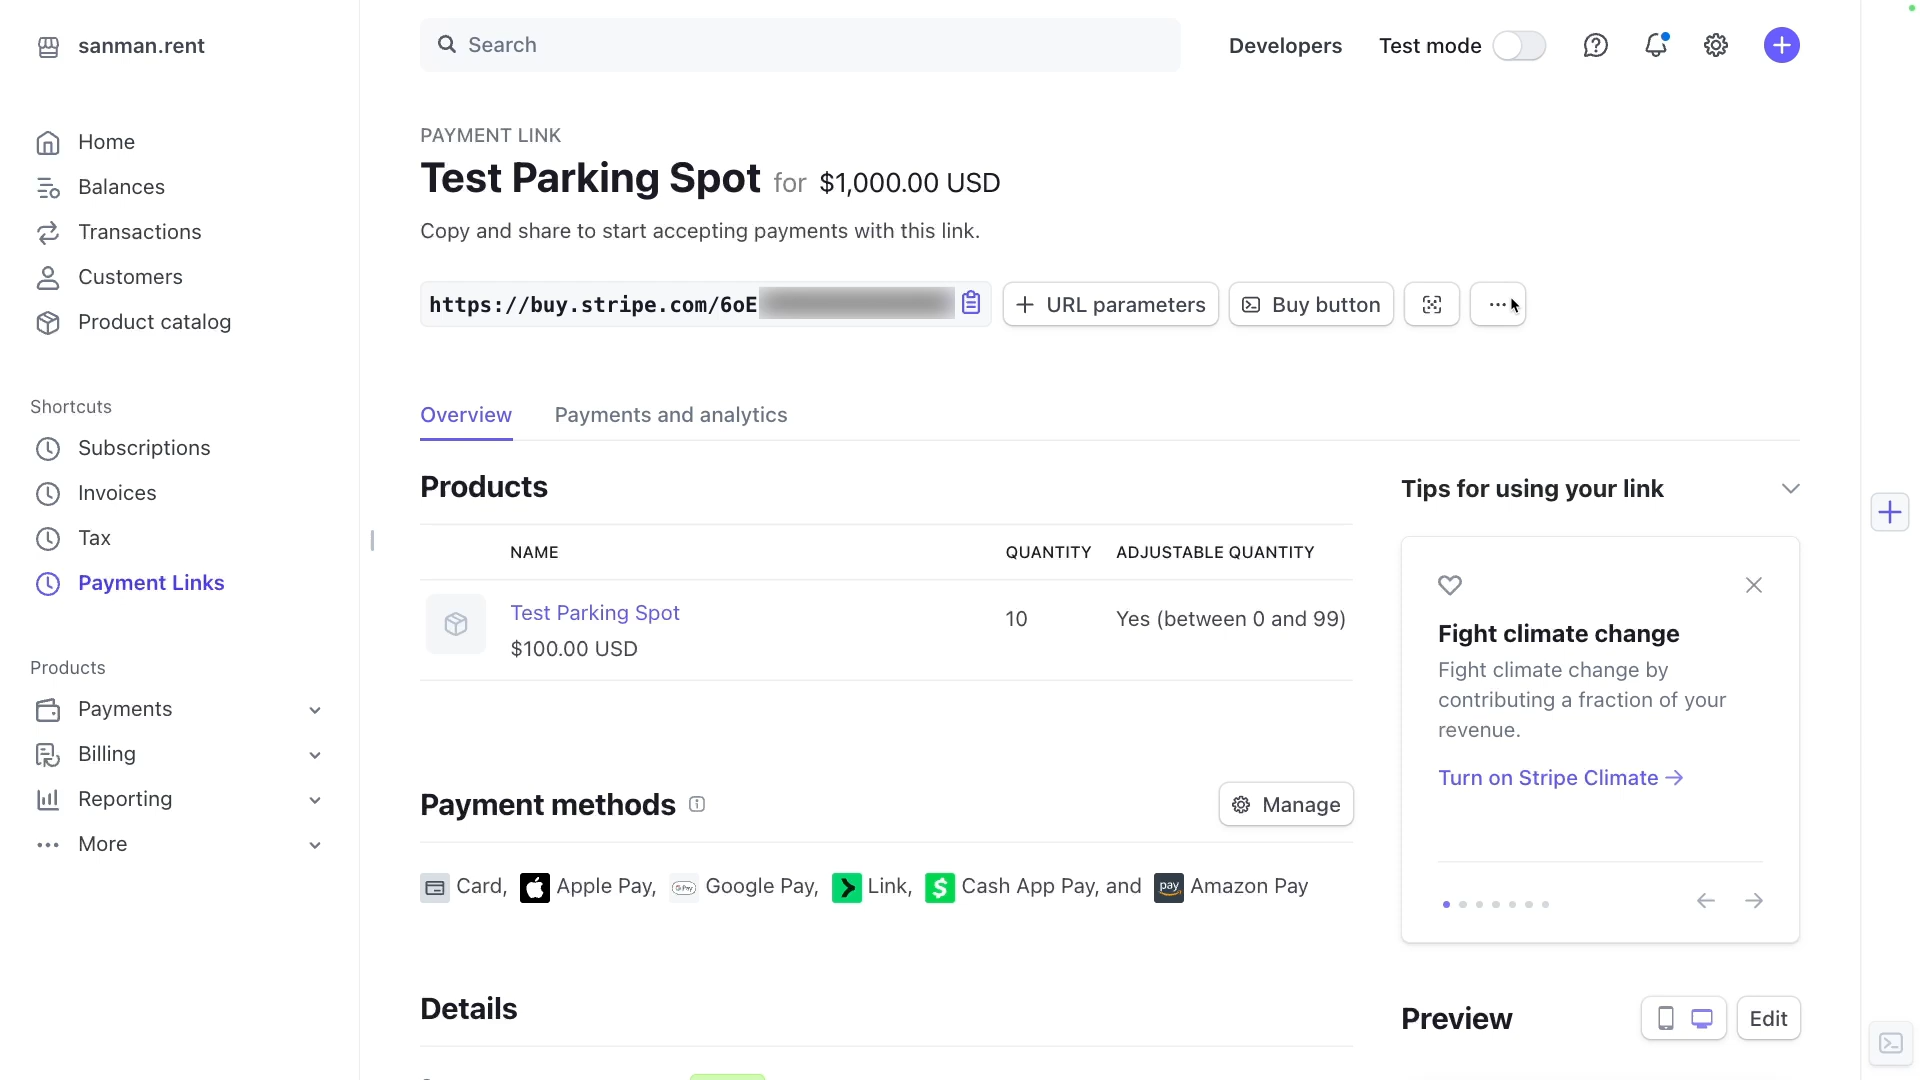 sanman.rent
Search
Developers
Test mode
Home
Balances
Transactions
Customers
Product catalog
Shortcuts
Subscriptions
Invoices
Tax
Payment Links
Products
Payments
Billing
Reporting
More
PAYMENT LINK
Test Parking Spot for $1,000.00 USD
Copy and share to start accepting payments with this link.
https://buy.stripe.com/6oE
URL parameters
Buy button
Overview
Payments and analytics
Products
NAME QUANTITY ADJUSTABLE QUANTITY
Test Parking Spot 10 Yes (between 0 and 99)
$100.00 USD
Payment methods
Manage
Card, Apple Pay, G Pay Google Pay, Link, $ Cash App Pay, and pay Amazon Pay
Details
Tips for using your link
Fight climate change
Fight climate change by
contributing a fraction of your
revenue.
Turn on Stripe Climate
Preview
Edit